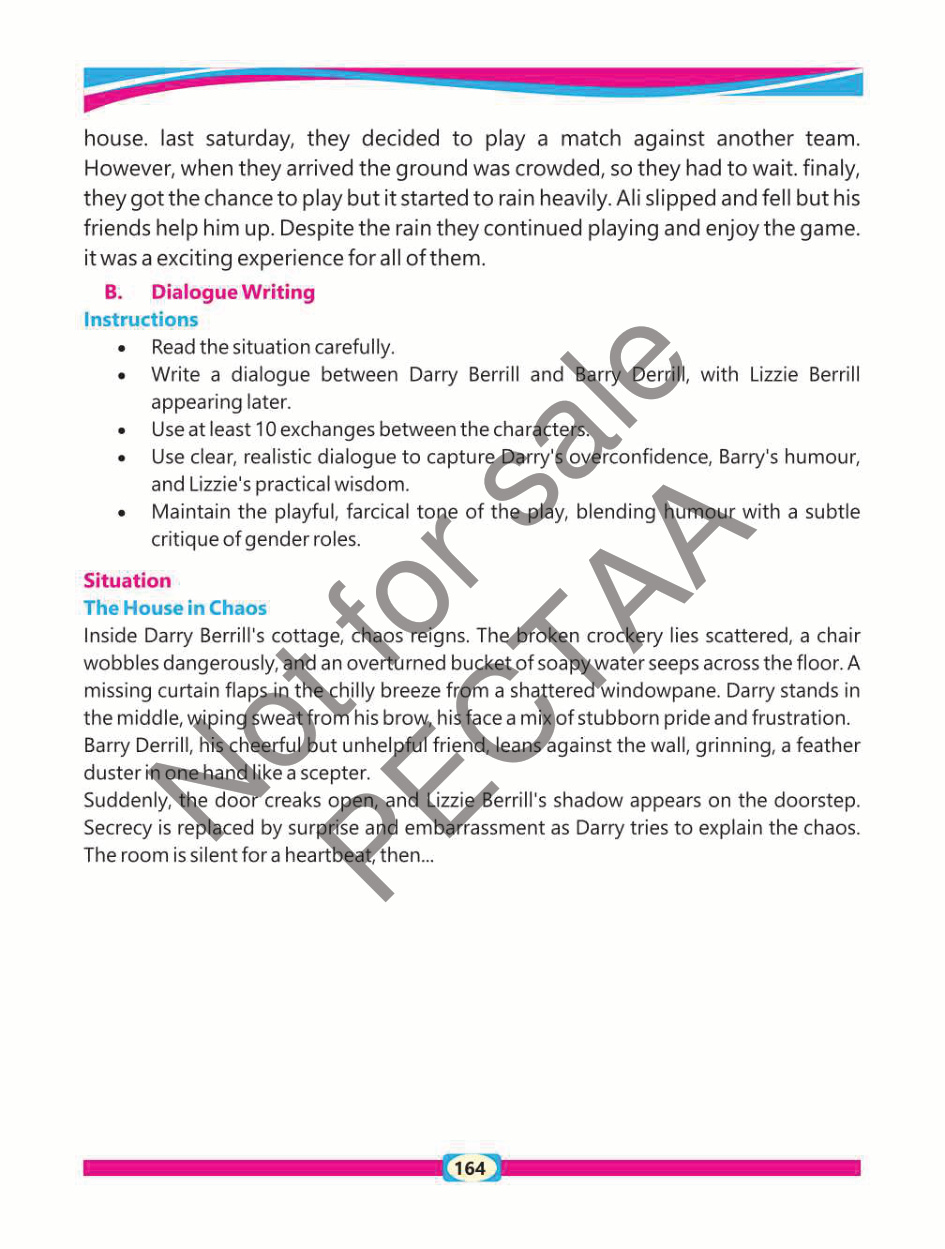 house. last saturday, they decided to play a match against another team.
However, when they arrived the ground was crowded, so they had to wait. finaly,
they got the chance to play but it started to rain heavily. Ali slipped and fell but his
friends help him up. Despite the rain they continued playing and enjoy the game.
it was a exciting experience for all of them.
B. Dialogue Writing
Instructions
• Read the situation carefully.
• Write a dialogue between Darry Berrill and Barry Derrill, with Lizzie Berrill
appearing later.
• Use at least 10 exchanges between the characters.
• Use clear, realistic dialogue to capture Darry's overconfidence, Barry's humour,
and Lizzie's practical wisdom.
• Maintain the playful, farcical tone of the play, blending humour with a subtle
critique of gender roles.
Situation
The House in Chaos
Inside Darry Berrill's cottage, chaos reigns. The broken crockery lies scattered, a chair
wobbles dangerously, and an overturned bucket of soapy water seeps across the floor. A
missing curtain flaps in the chilly breeze from a shattered windowpane. Darry stands in
the middle, wiping sweat from his brow, his face a mix of stubborn pride and frustration.
Barry Derrill, his cheerful but unhelpful friend, leans against the wall, grinning, a feather
duster in one hand like a scepter.
Suddenly, the door creaks open, and Lizzie Berrill's shadow appears on the doorstep.
Secrecy is replaced by surprise and embarrassment as Darry tries to explain the chaos.
The room is silent for a heartbeat, then...
Not for sale
PECTAA
164